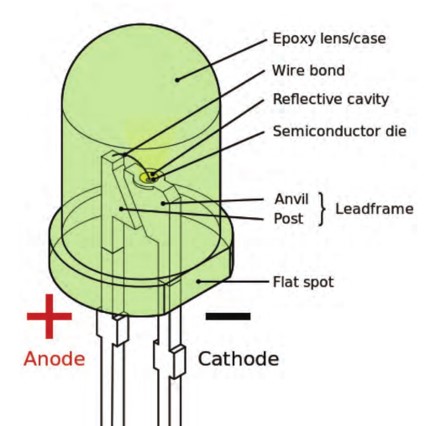 Epoxy lens/case
Wire bond
Reflective cavity
Semiconductor die
Anvil
Post
Leadframe
Flat spot
+
−
Anode
Cathode